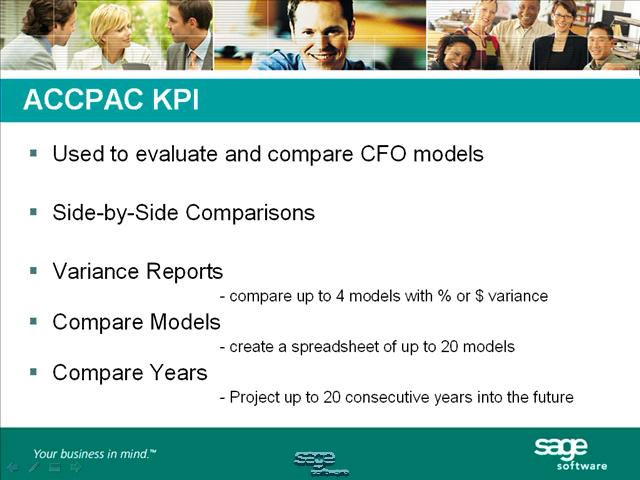 ACCPAC KPI
▪ Used to evaluate and compare CFO models
▪ Side-by-Side Comparisons
▪ Variance Reports
- compare up to 4 models with % or $ variance
▪ Compare Models
- create a spreadsheet of up to 20 models
▪ Compare Years
- Project up to 20 consecutive years into the future
Your business in mind.™
sage
software
sage
software